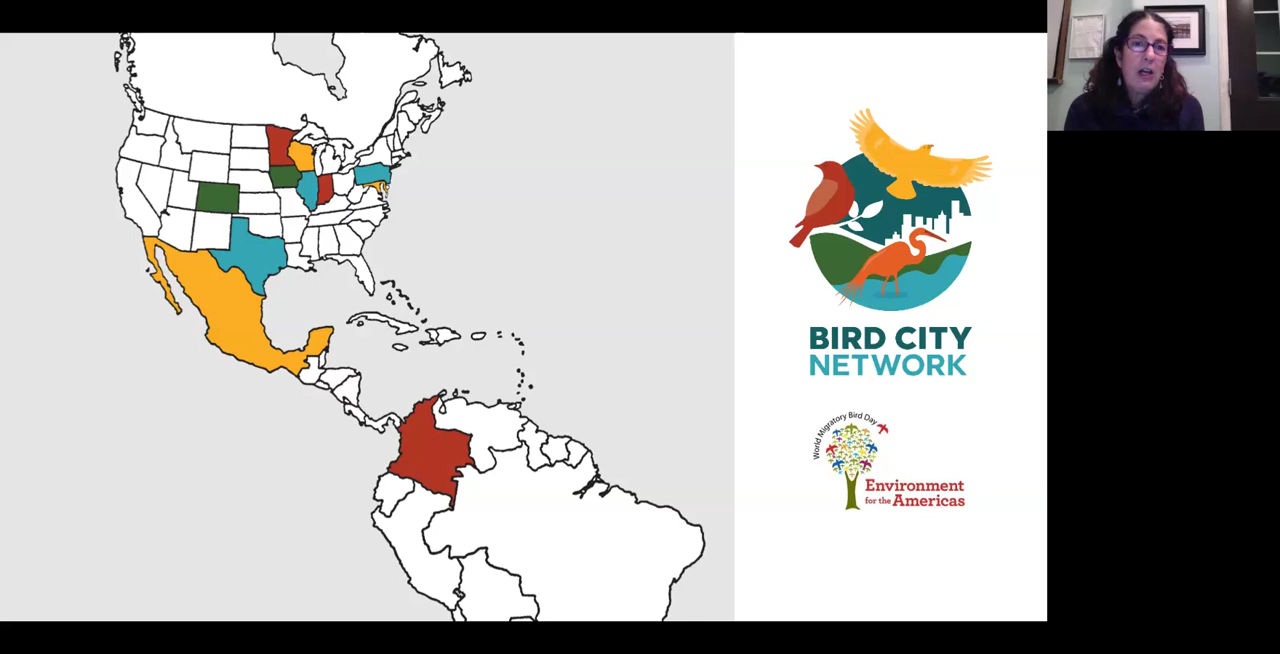 BIRD CITY
NETWORK
World Migratory Bird Day
Environment
for the Americas